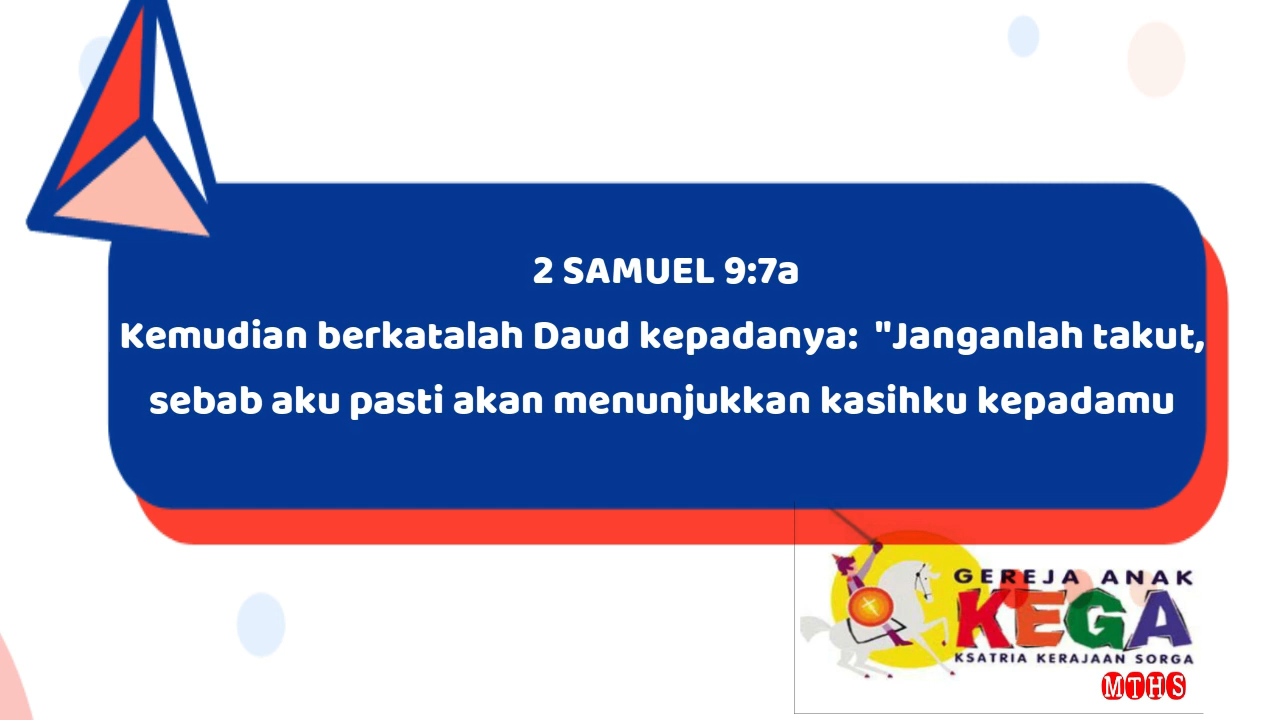 2 SAMUEL 9:7a
Kemudian berkatalah Daud kepadanya: "Janganlah takut,
sebab aku pasti akan menunjukkan kasihku kepadamu
GEREJA ANAK
KEGA
KSATRIA KERAJAAN SORGA
MTHS